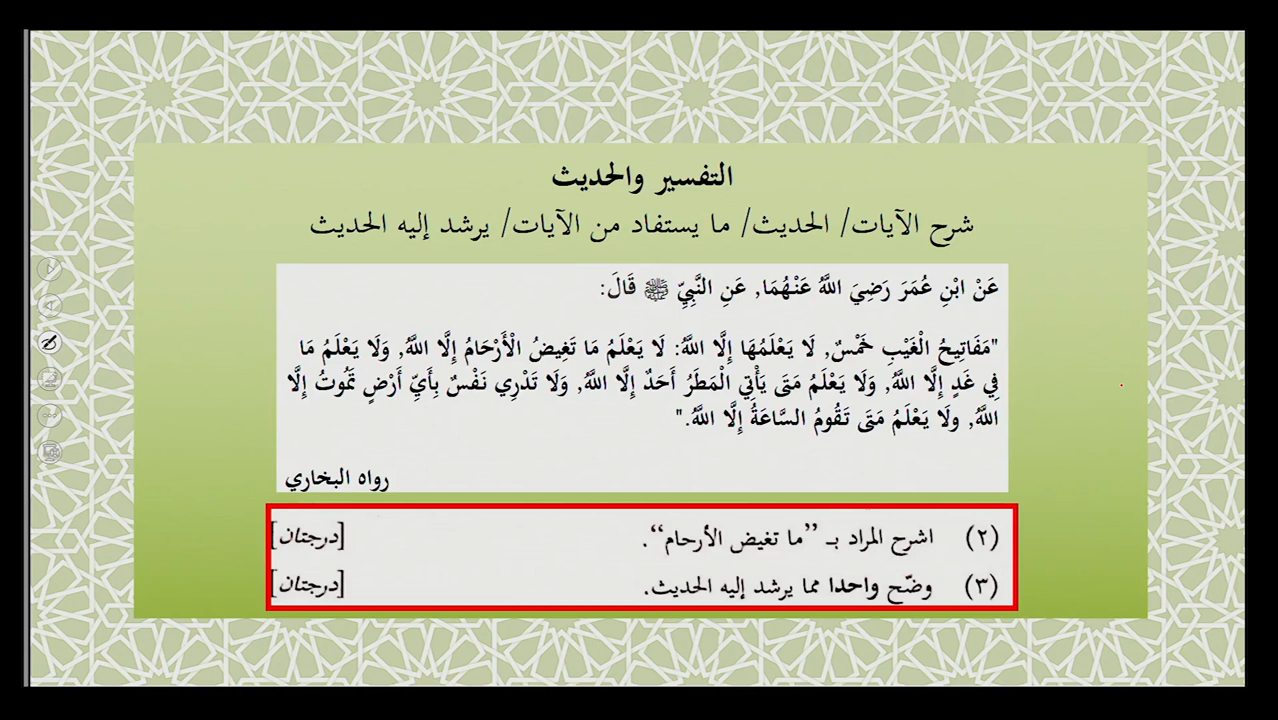 التفسير والحديث
شرح الآيات/ الحديث/ ما يستفاد من الآيات/ يرشد إليه الحديث
عَنْ ابْنِ عُمَرَ رَضِيَ اللَّهُ عَنْهُمَا, عَنِ النَّبِيِّ ﷺ قَالَ:
"مَفَاتِيحُ الْغَيْبِ خَمْسٌ, لَا يَعْلَمُهَا إِلَّا اللَّهُ: لَا يَعْلَمُ مَا تَغِيضُ الْأَرْحَامُ إِلَّا اللَّهُ, وَلَا يَعْلَمُ مَا
فِي غَدٍ إِلَّا اللَّهُ, وَلَا يَعْلَمُ مَتَى يَأْتِي الْمَطَرُ أَحَدٌ إِلَّا اللَّهُ, وَلَا تَدْرِي نَفْسٌ بِأَيِّ أَرْضٍ تَمُوتُ إِلَّا
اللَّهُ, ولَا يَعْلَمُ مَتَى تَقُومُ السَّاعَةُ إِلَّا اللَّهُ."
رواه البخاري
(٢) اشرح المراد بـ ”ما تغيض الأرحام“. [درجتان]
(٣) وضّح واحدا مما يرشد إليه الحديث. [درجتان]